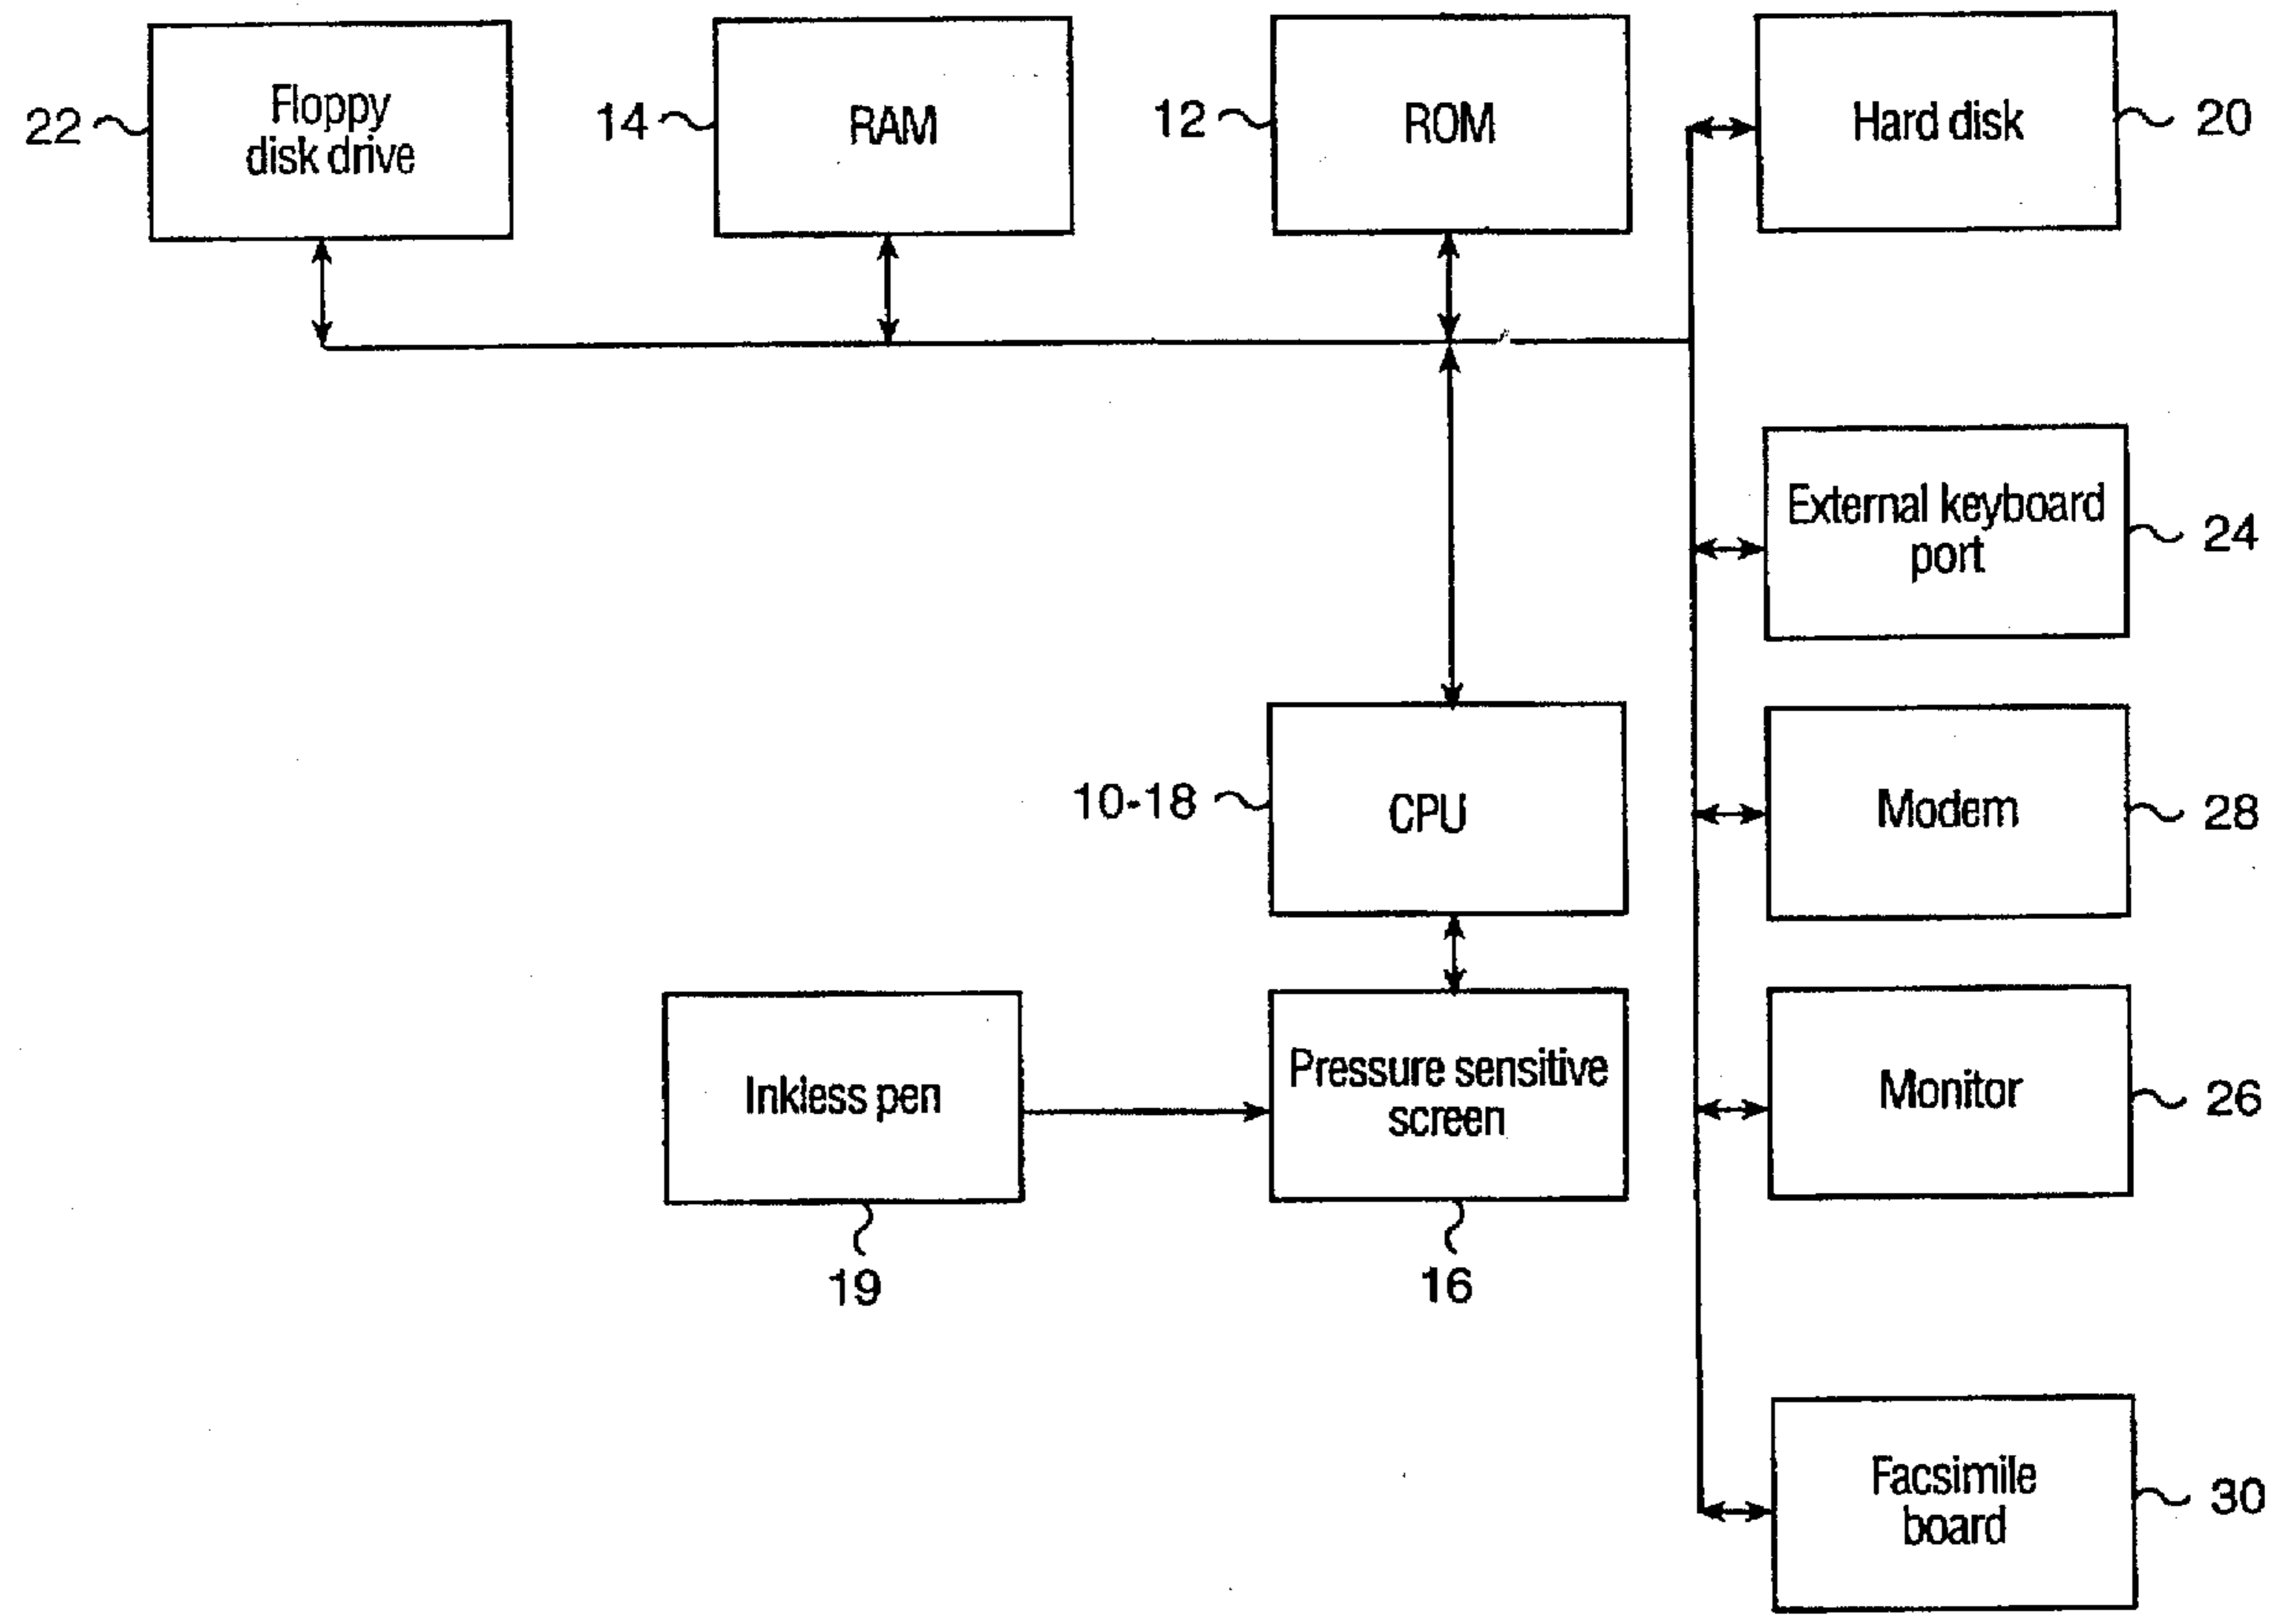 22
Floppy
disk drive
14
RAM
12
ROM
Hard disk
20
External keyboard
port
24
10-18
CPU
Modem
28
Inkless pen
19
Pressure sensitive
screen
16
Monitor
26
Facsimile
board
30